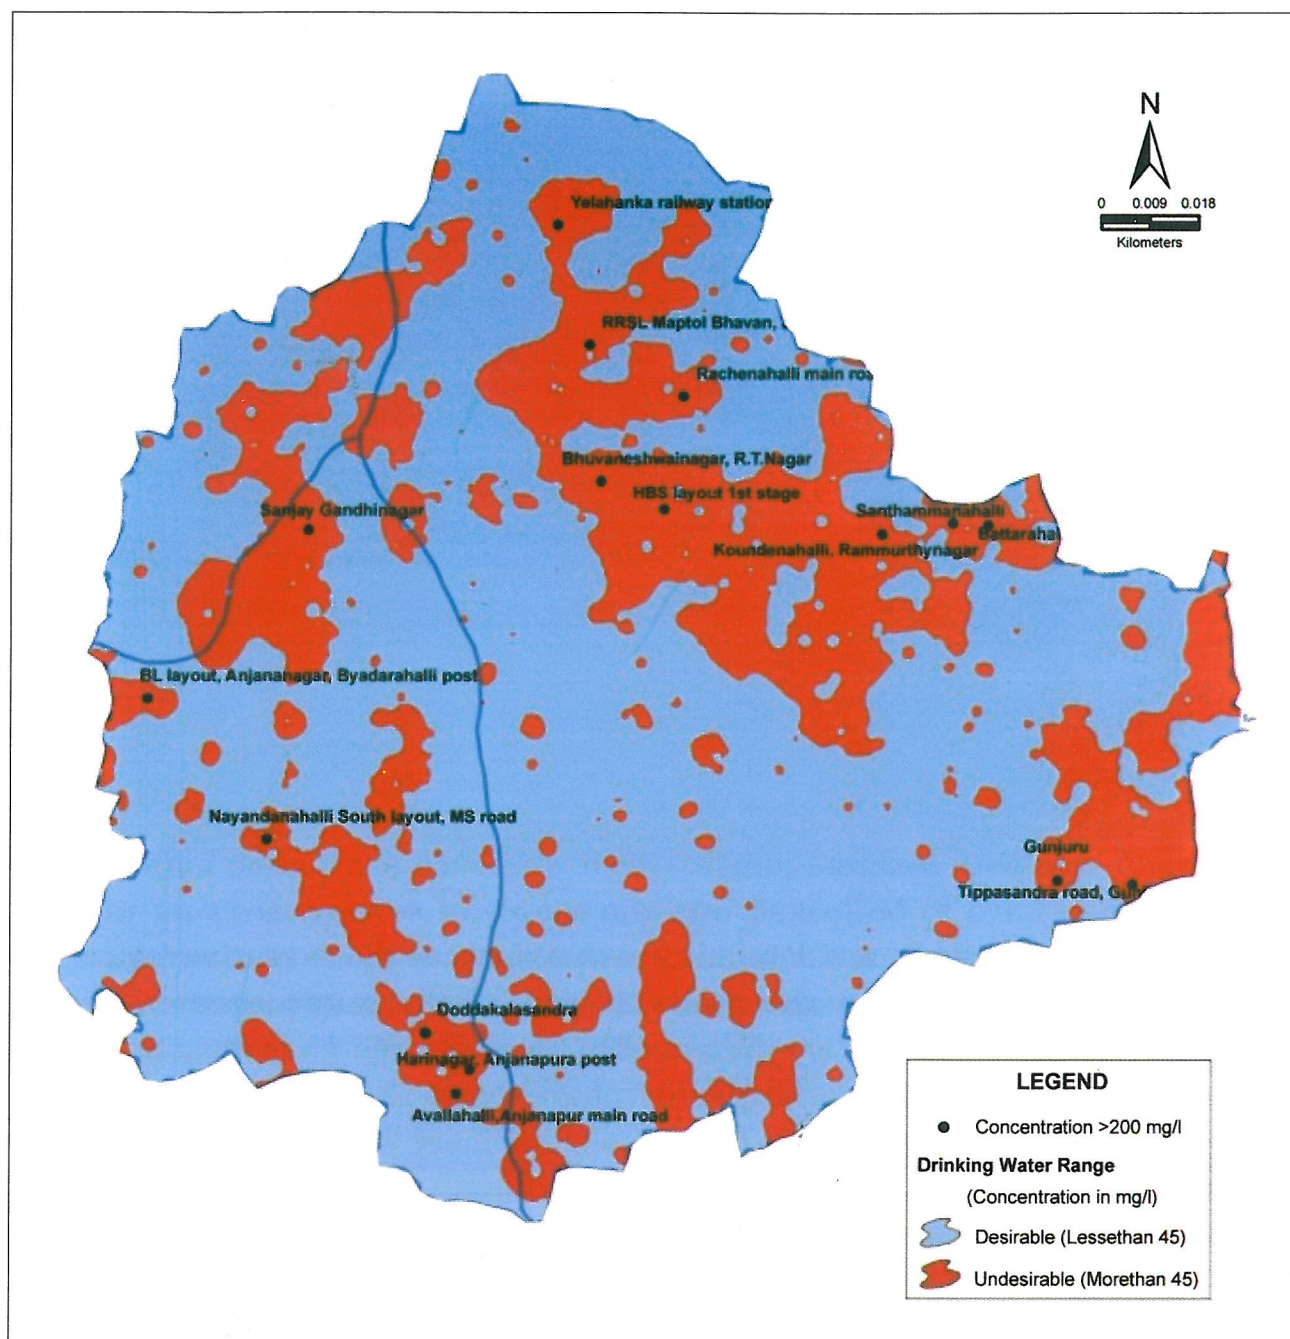 N
0 0.009 0.018
Kilometers
Yelahanka railway station
RRSL Maptol Bhavan,
Rachenahalli main roa
Bhuvaneshwainagar, R.T.Nagar
HBS layout 1st stage
Sanjay Gandhinagar
Santhammanahalli
Battarahal
Koundenahalli, Rammurthynagar
BL layout, Anjananagar, Byadarahalli post
Nayandanahalli South layout, MS road
Gunjuru
Tippasandra road, Gun
Doddakalasandra
Harinagar, Anjanapura post
Avallahalli,Anjanapur main road
LEGEND
Concentration >200 mg/l
Drinking Water Range
(Concentration in mg/l)
Desirable (Lessethan 45)
Undesirable (Morethan 45)